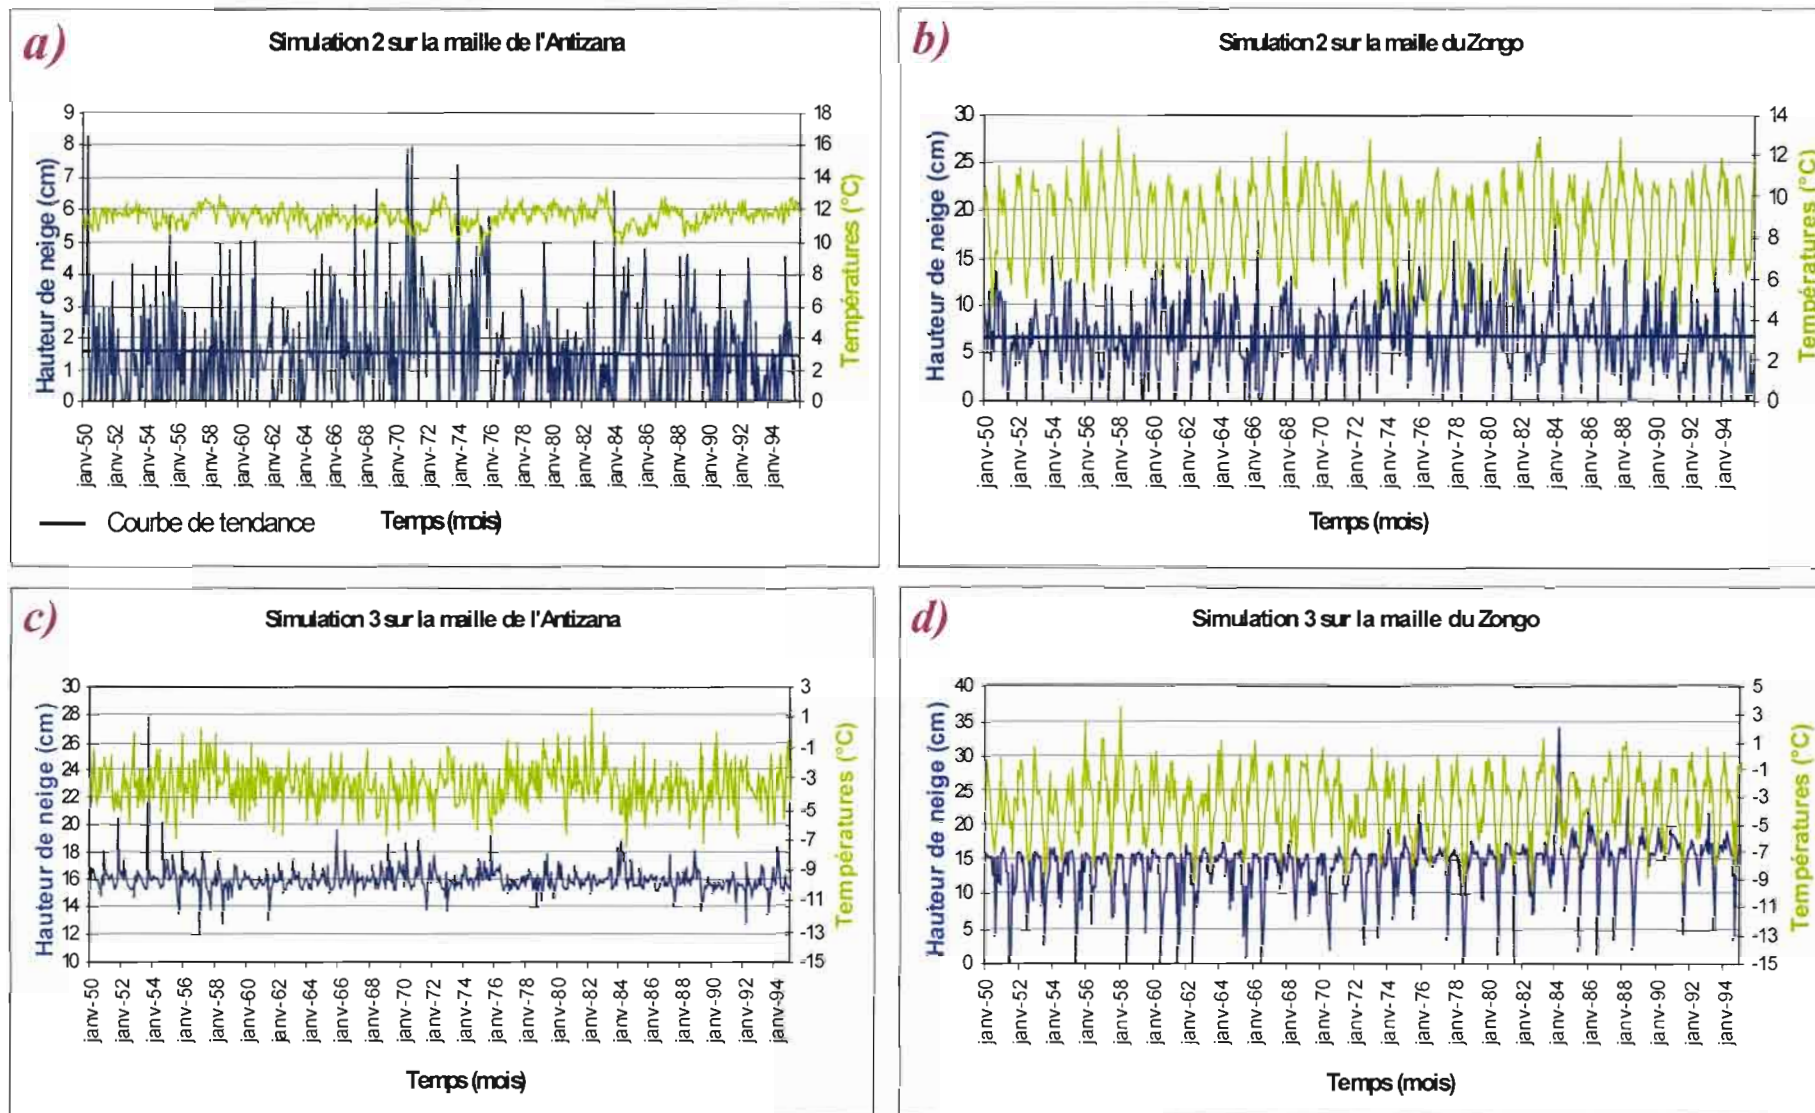 a)
Simulation 2 sur la maille de l'Antizana
Hauteur de neige (cm)
9
8
7
6
5
4
3
2
1
0
18
16
14
12
10
8
6
4
2
0
Températures (°C)
janv-50
janv-52
janv-54
janv-56
janv-58
janv-60
janv-62
janv-64
janv-66
janv-68
janv-70
janv-72
janv-74
janv-76
janv-78
janv-80
janv-82
janv-84
janv-86
janv-88
janv-90
janv-92
janv-94
Courbe de tendance
Temps (mois)
b)
Simulation 2 sur la maille du Zongo
Hauteur de neige (cm)
30
25
20
15
10
5
0
14
12
10
8
6
4
2
0
Températures (°C)
janv-50
janv-52
janv-54
janv-56
janv-58
janv-60
janv-62
janv-64
janv-66
janv-68
janv-70
janv-72
janv-74
janv-76
janv-78
janv-80
janv-82
janv-84
janv-86
janv-88
janv-90
janv-92
janv-94
Temps (mois)
c)
Simulation 3 sur la maille de l'Antizana
Hauteur de neige (cm)
30
28
26
24
22
20
18
16
14
12
10
3
1
-1
-3
-5
-7
-9
-11
-13
-15
Températures (°C)
janv-50
janv-52
janv-54
janv-56
janv-58
janv-60
janv-62
janv-64
janv-66
janv-68
janv-70
janv-72
janv-74
janv-76
janv-78
janv-80
janv-82
janv-84
janv-86
janv-88
janv-90
janv-92
janv-94
Temps (mois)
d)
Simulation 3 sur la maille du Zongo
Hauteur de neige (cm)
40
35
30
25
20
15
10
5
0
5
3
1
-1
-3
-5
-7
-9
-11
-13
-15
Températures (°C)
janv-50
janv-52
janv-54
janv-56
janv-58
janv-60
janv-62
janv-64
janv-66
janv-68
janv-70
janv-72
janv-74
janv-76
janv-78
janv-80
janv-82
janv-84
janv-86
janv-88
janv-90
janv-92
janv-94
Temps (mois)